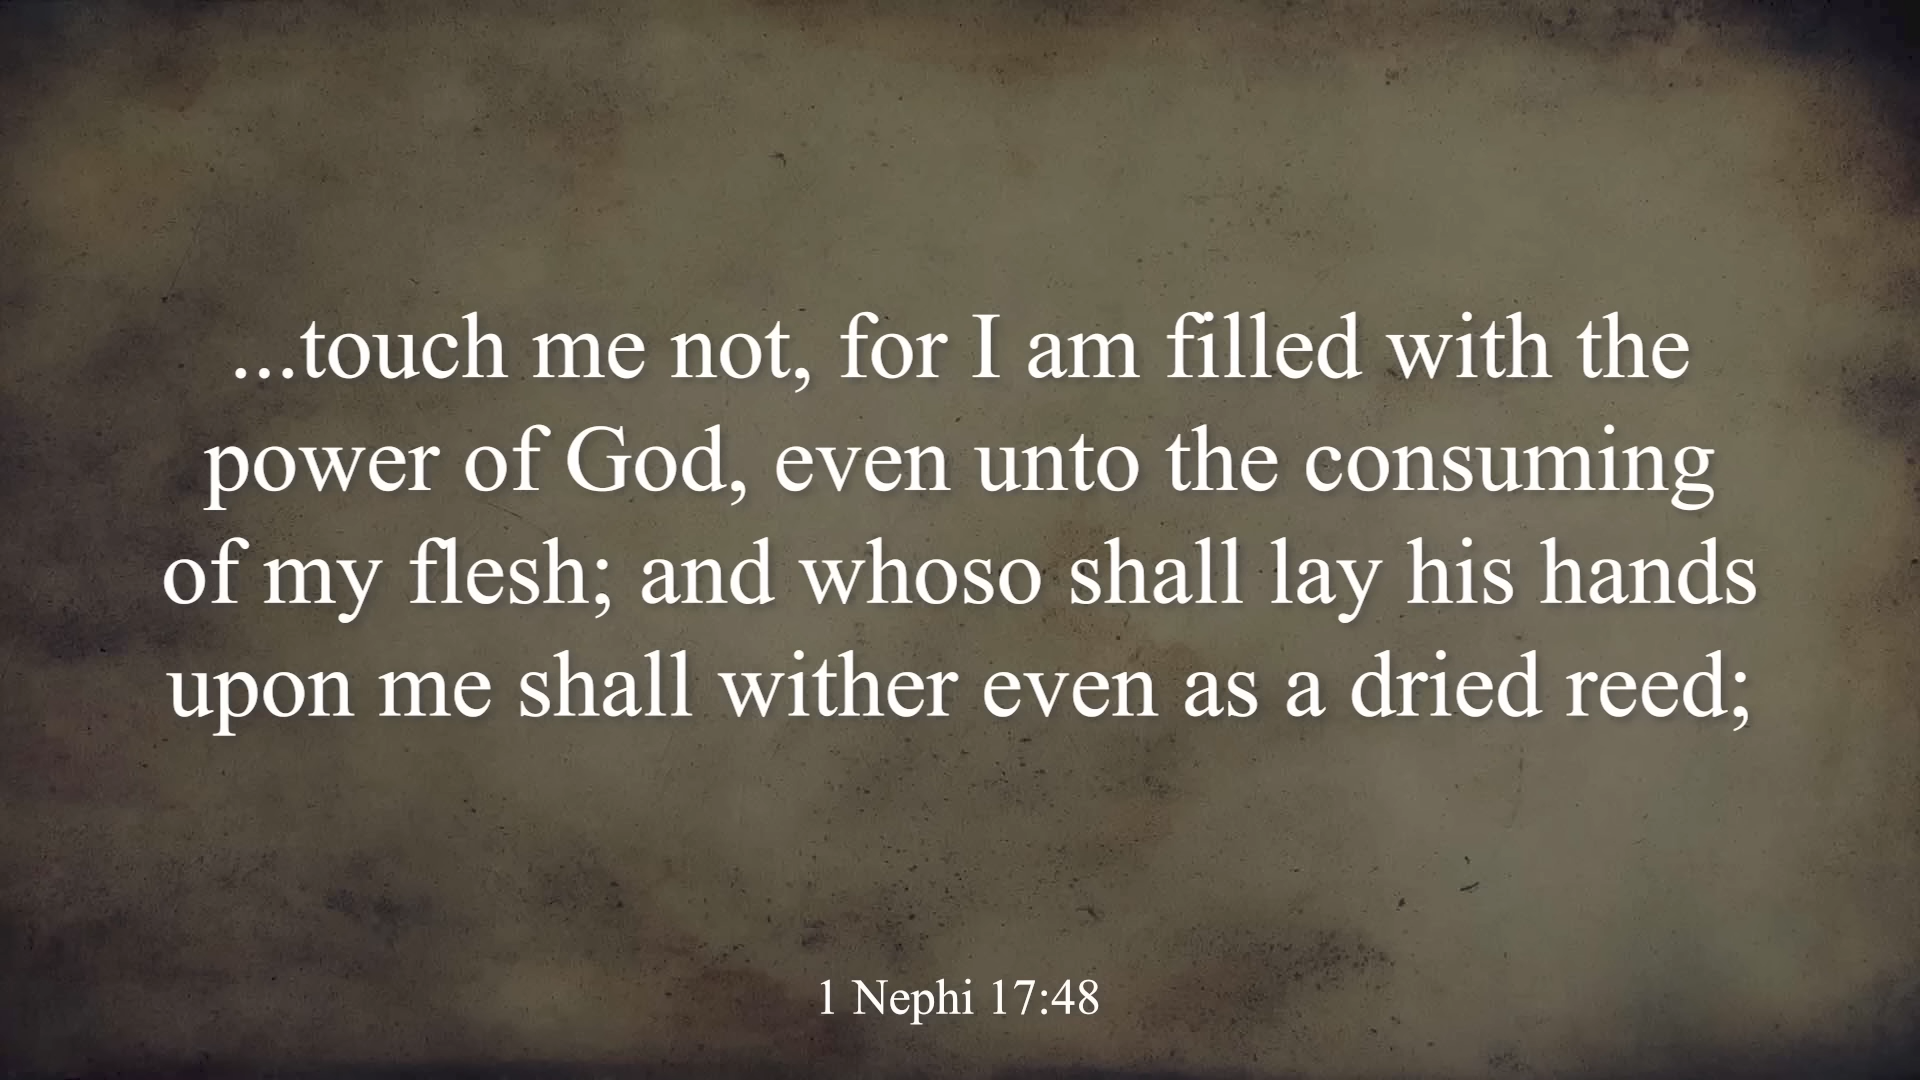 ...touch me not, for I am filled with the
power of God, even unto the consuming
of my flesh; and whoso shall lay his hands
upon me shall wither even as a dried reed;
1 Nephi 17:48